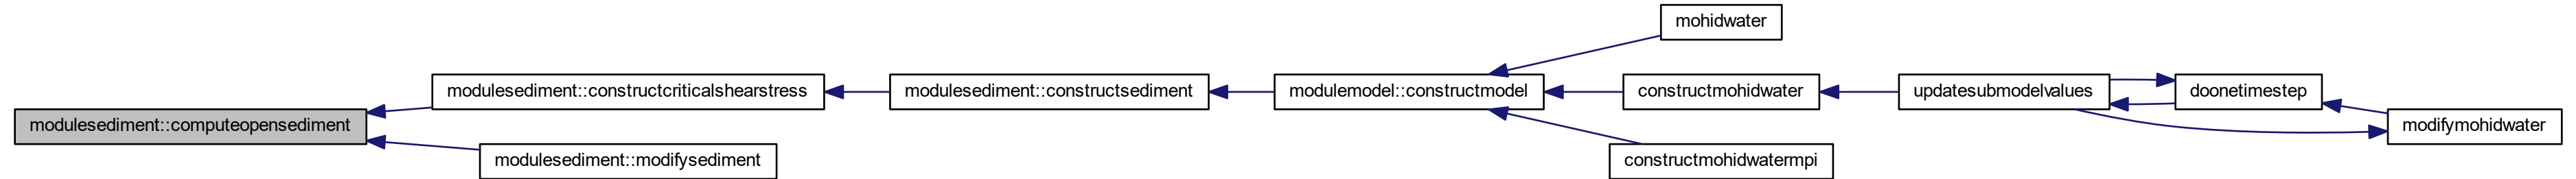 mohidwater
modulesediment::constructcriticalshearstress
modulesediment::constructsediment
modulemodel::constructmodel
constructmohidwater
updatesubmodelvalues
doonetimestep
modulesediment::computeopensediment
modifymohidwater
modulesediment::modifysediment
constructmohidwatermpi